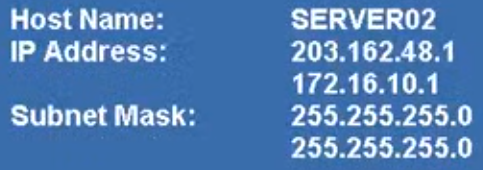 Host Name: SERVER02
IP Address: 203.162.48.1
172.16.10.1
Subnet Mask: 255.255.255.0
255.255.255.0